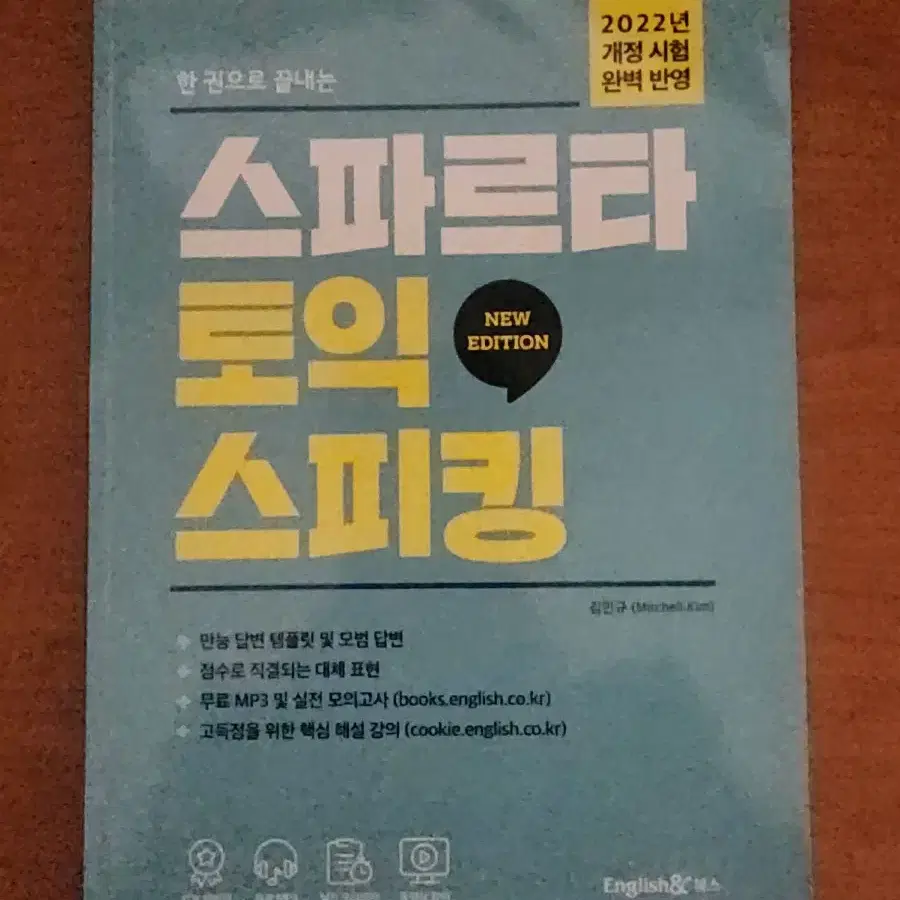 2022년
개정 시험
완벽 반영
한 권으로 끝내는
스파르타
토익
NEW
EDITION
스피킹
김민규 (Mitchell Kim)
만능 답변 템플릿 및 모범 답변
점수로 직결되는 대체 표현
무료 MP3 및 실전 모의고사 (books.english.co.kr)
고득점을 위한 핵심 해설 강의 (cookie.english.co.kr)
English& 북스